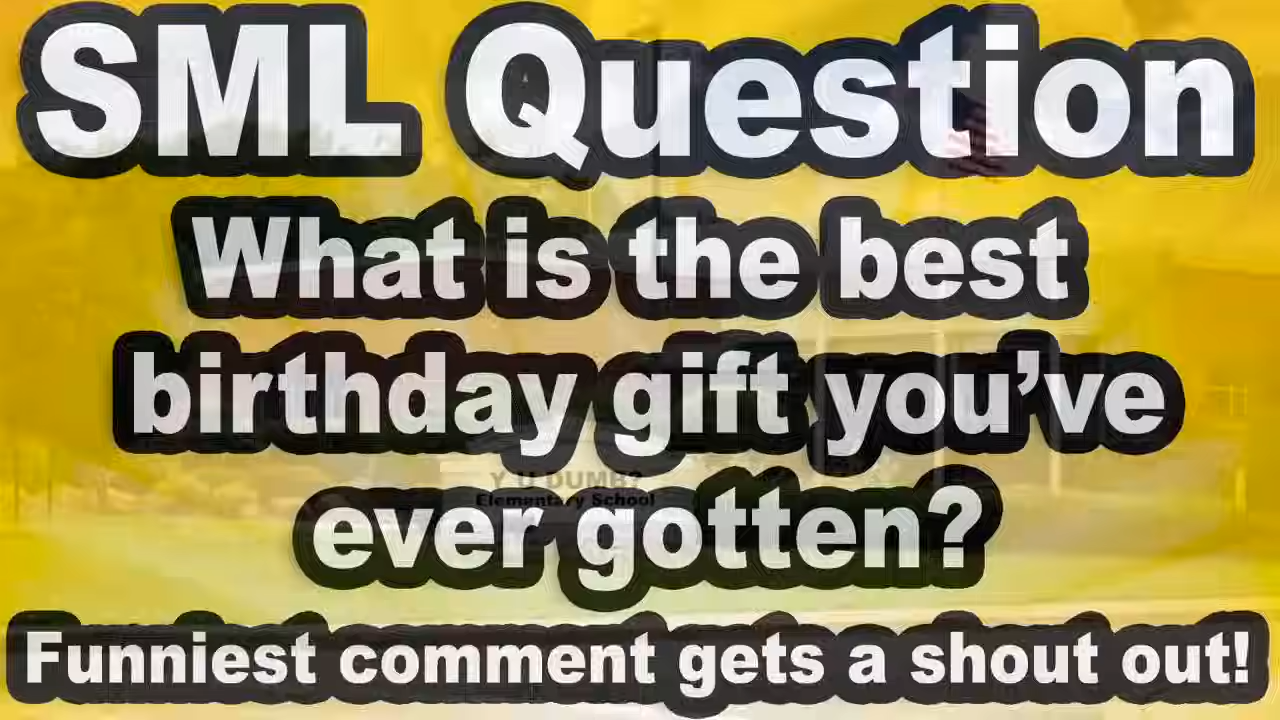 SML Question
What is the best
birthday gift you've
Y U DUMB?
Elementary School
ever gotten?
Funniest comment gets a shout out!